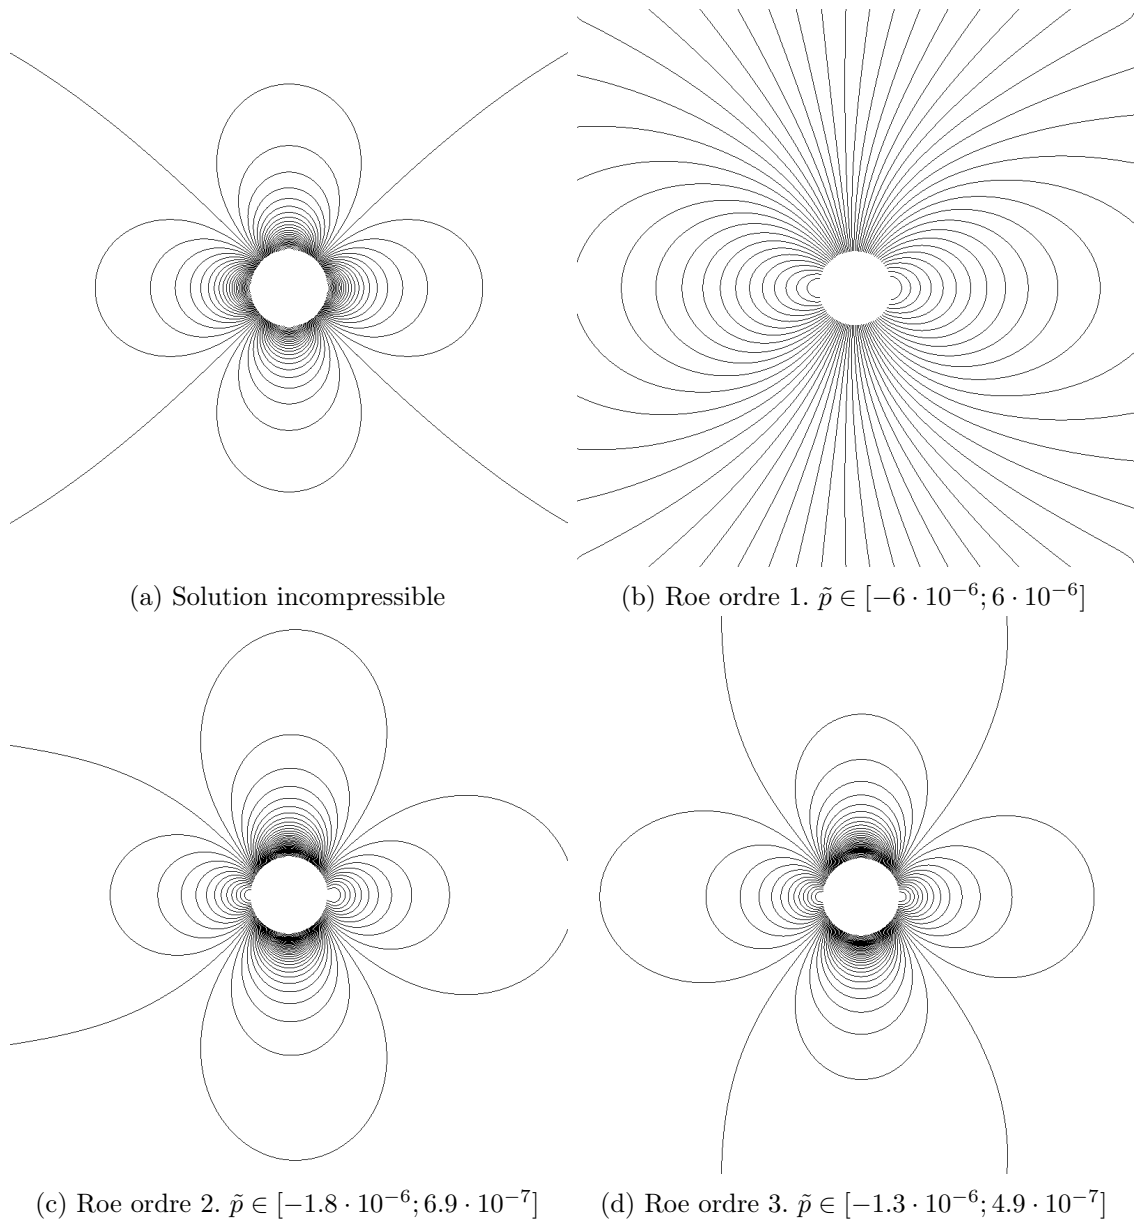 (a) Solution incompressible
(b) Roe ordre 1. p̃ ∈ [−6 · 10⁻⁶; 6 · 10⁻⁶]
(c) Roe ordre 2. p̃ ∈ [−1.8 · 10⁻⁶; 6.9 · 10⁻⁷]
(d) Roe ordre 3. p̃ ∈ [−1.3 · 10⁻⁶; 4.9 · 10⁻⁷]